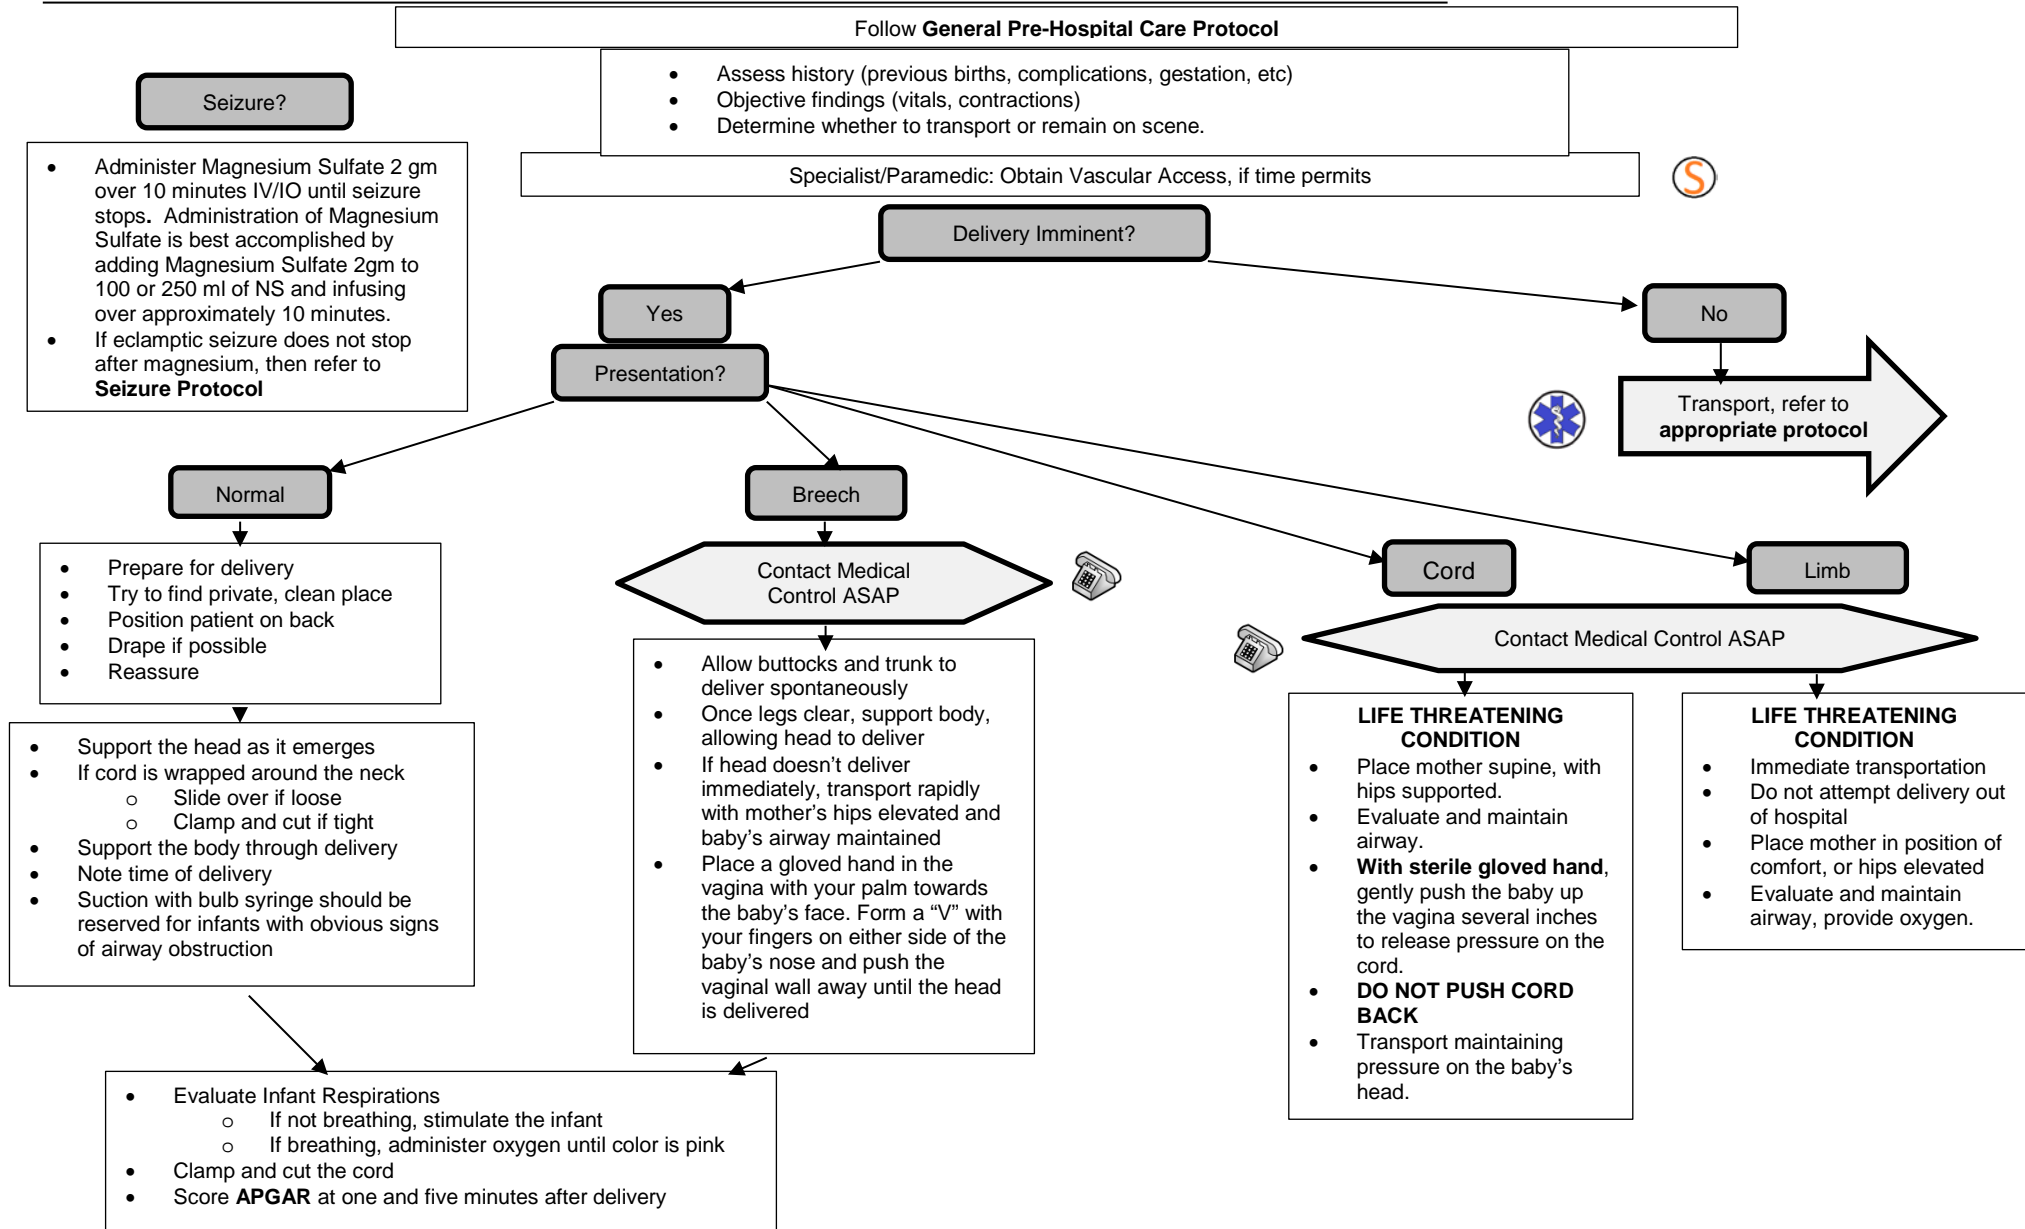 Follow General Pre-Hospital Care Protocol
• Assess history (previous births, complications, gestation, etc)
• Objective findings (vitals, contractions)
• Determine whether to transport or remain on scene.
Seizure?
• Administer Magnesium Sulfate 2 gm
over 10 minutes IV/IO until seizure
stops. Administration of Magnesium
Sulfate is best accomplished by
adding Magnesium Sulfate 2gm to
100 or 250 ml of NS and infusing
over approximately 10 minutes.
• If eclamptic seizure does not stop
after magnesium, then refer to
Seizure Protocol
Specialist/Paramedic: Obtain Vascular Access, if time permits
S
Delivery Imminent?
Yes
No
Presentation?
Transport, refer to
appropriate protocol
Normal
• Prepare for delivery
• Try to find private, clean place
• Position patient on back
• Drape if possible
• Reassure
• Support the head as it emerges
• If cord is wrapped around the neck
o Slide over if loose
o Clamp and cut if tight
• Support the body through delivery
• Note time of delivery
• Suction with bulb syringe should be
reserved for infants with obvious signs
of airway obstruction
Breech
Contact Medical
Control ASAP
• Allow buttocks and trunk to
deliver spontaneously
• Once legs clear, support body,
allowing head to deliver
• If head doesn’t deliver
immediately, transport rapidly
with mother’s hips elevated and
baby’s airway maintained
• Place a gloved hand in the
vagina with your palm towards
the baby’s face. Form a “V” with
your fingers on either side of the
baby’s nose and push the
vaginal wall away until the head
is delivered
Cord
Limb
Contact Medical Control ASAP
LIFE THREATENING
CONDITION
• Place mother supine, with
hips supported.
• Evaluate and maintain
airway.
• With sterile gloved hand,
gently push the baby up
the vagina several inches
to release pressure on the
cord.
• DO NOT PUSH CORD
BACK
• Transport maintaining
pressure on the baby’s
head.
LIFE THREATENING
CONDITION
• Immediate transportation
• Do not attempt delivery out
of hospital
• Place mother in position of
comfort, or hips elevated
• Evaluate and maintain
airway, provide oxygen.
• Evaluate Infant Respirations
o If not breathing, stimulate the infant
o If breathing, administer oxygen until color is pink
• Clamp and cut the cord
• Score APGAR at one and five minutes after delivery